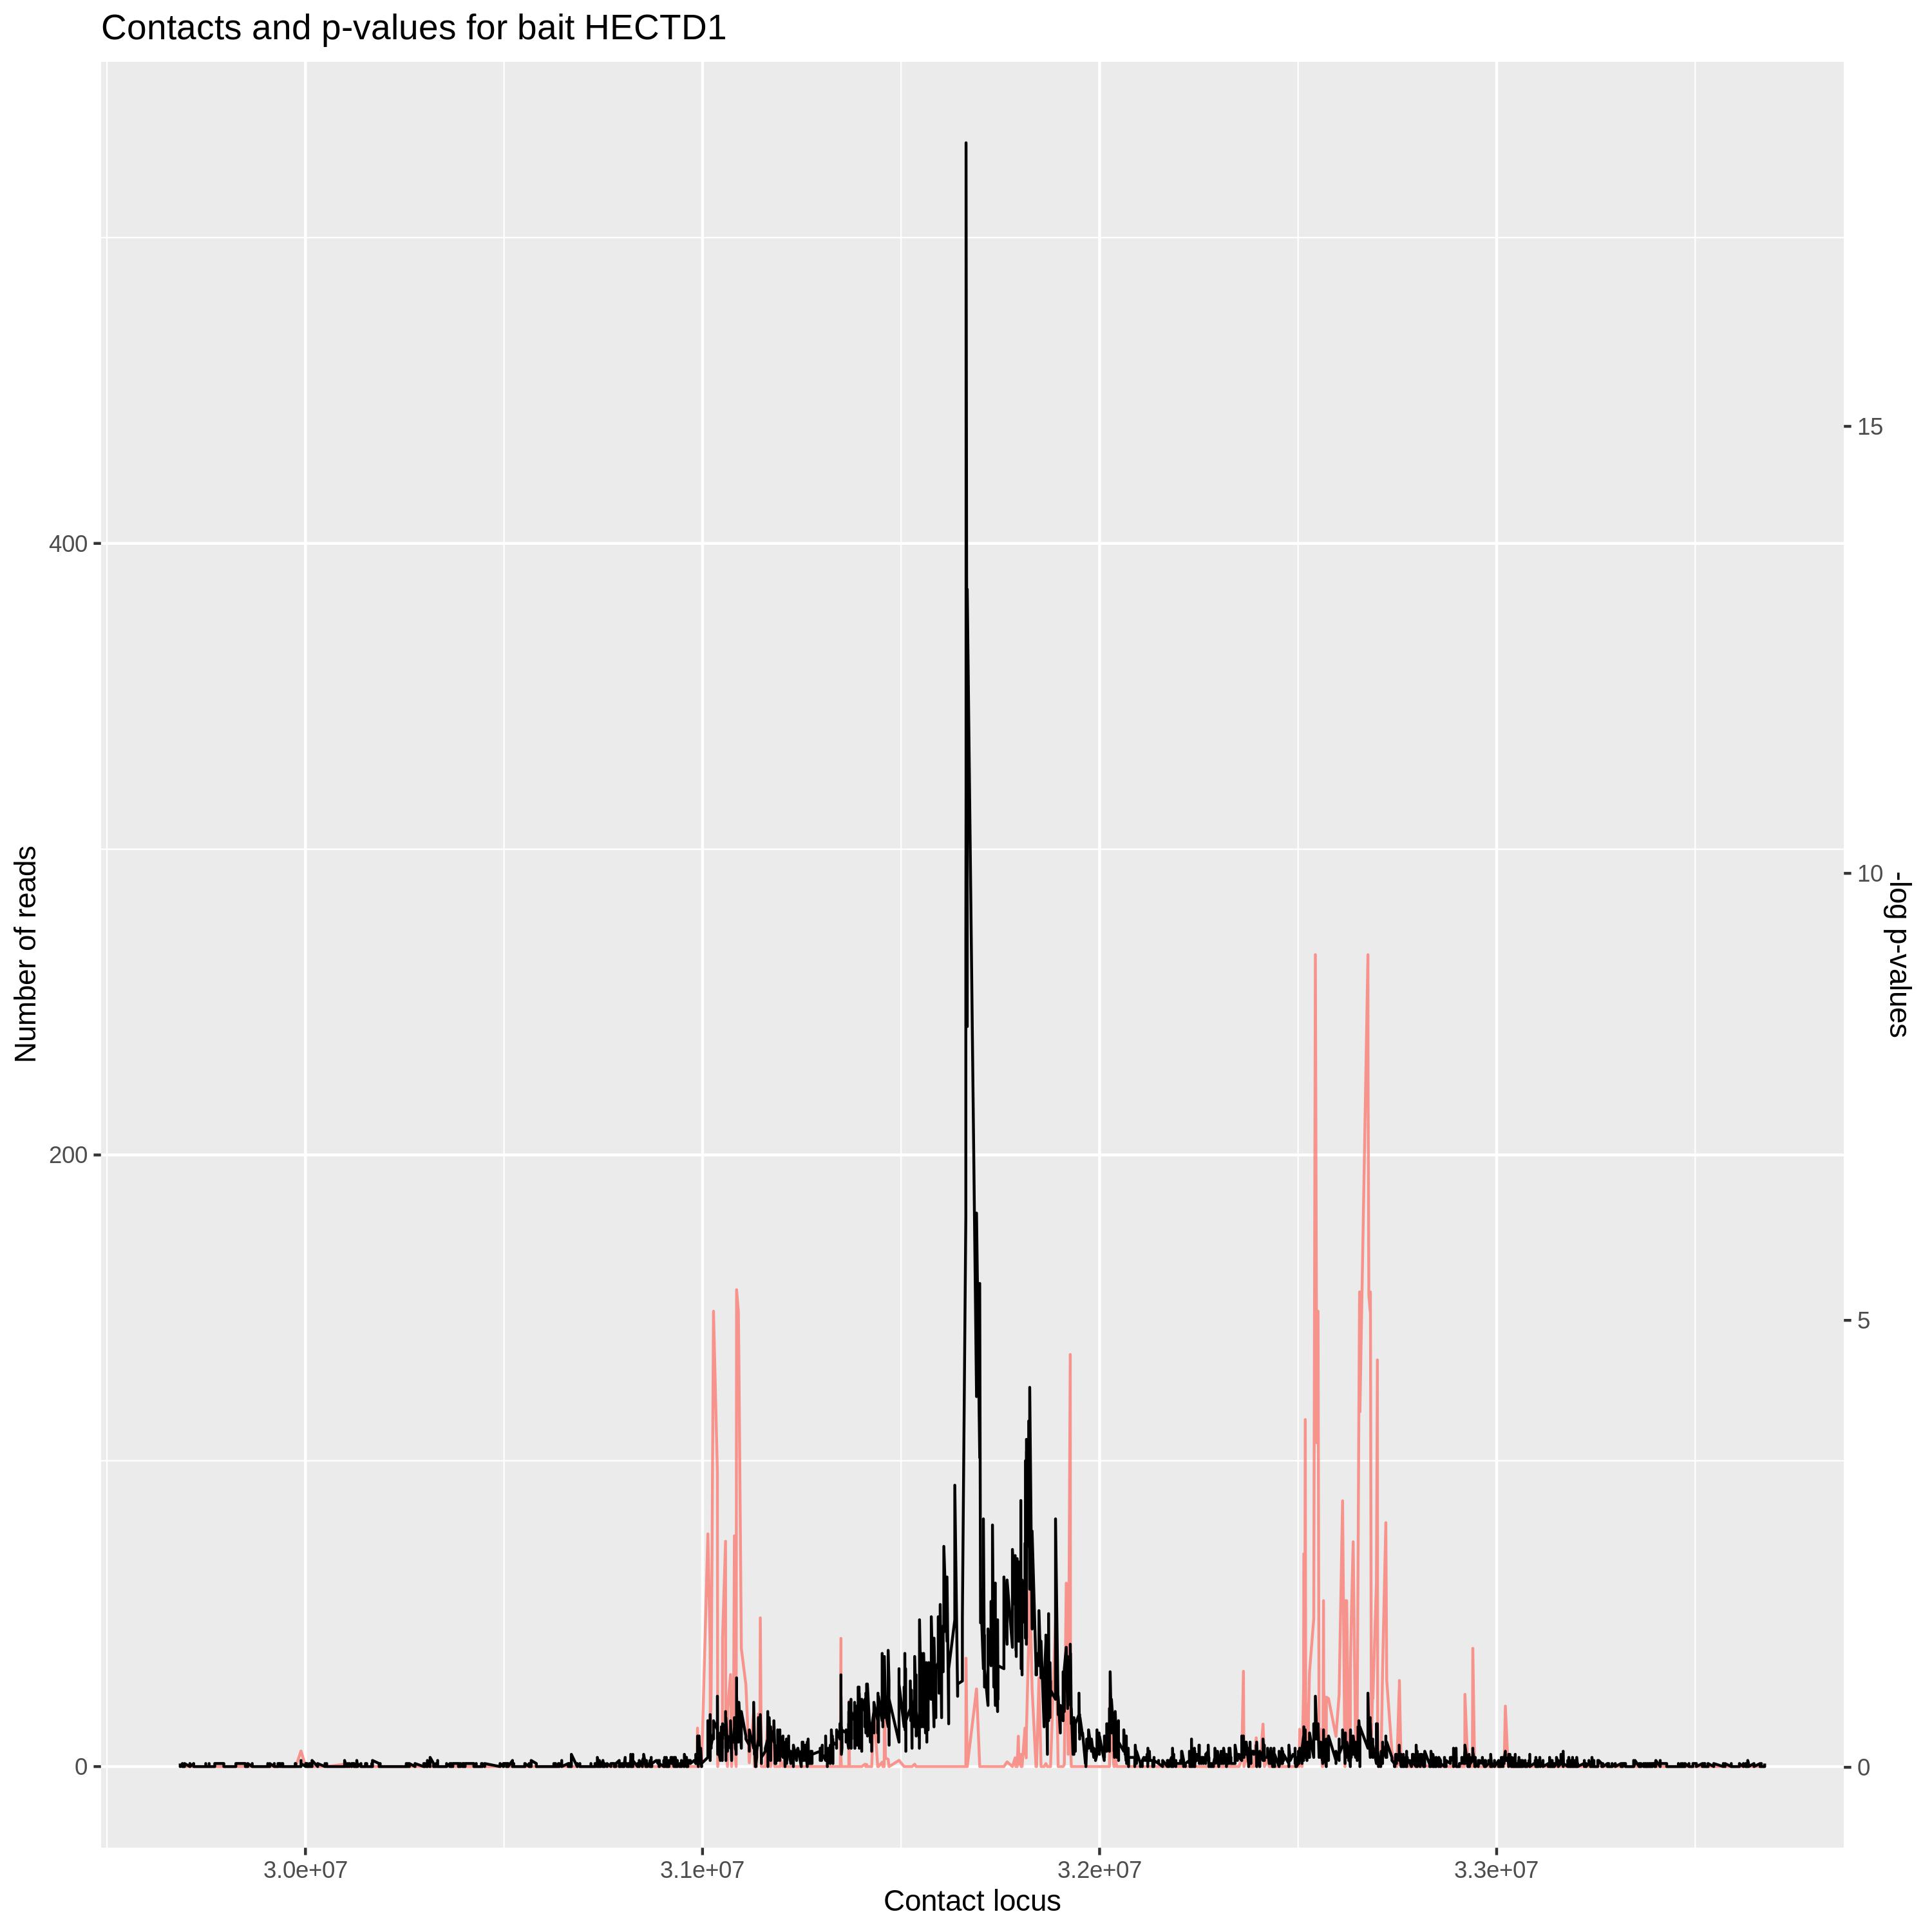 Contacts and p-values for bait HECTD1
Number of reads
400
200
0
15
10
5
0
-log p-values
3.0e+07
3.1e+07
3.2e+07
3.3e+07
Contact locus